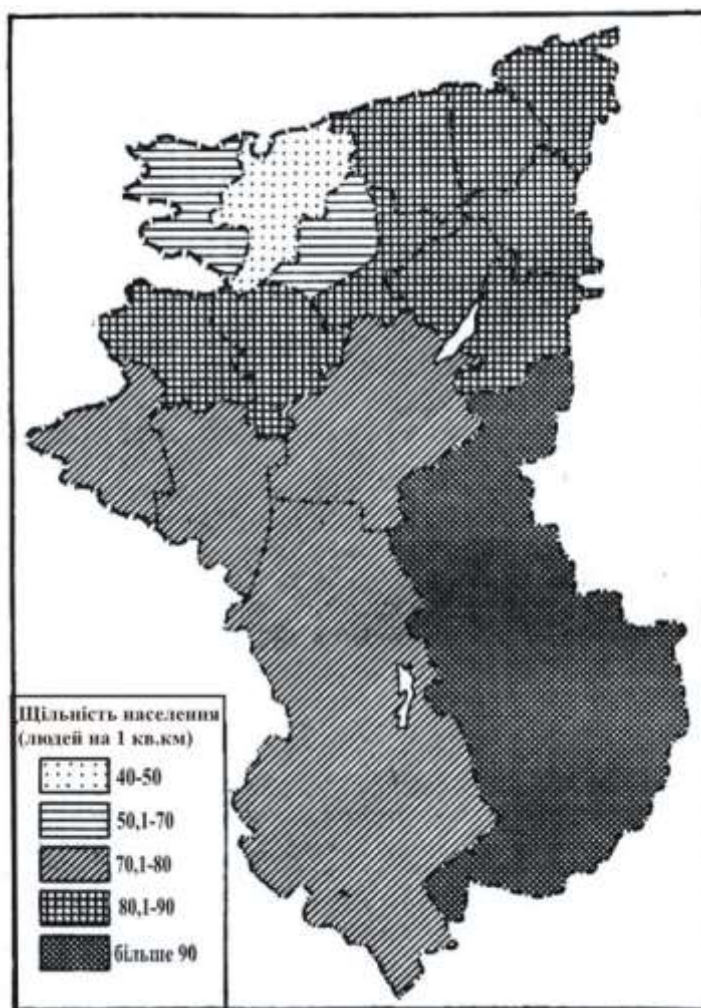 Щільність населення
(людей на 1 кв.км)
40-50
50,1-70
70,1-80
80,1-90
більше 90